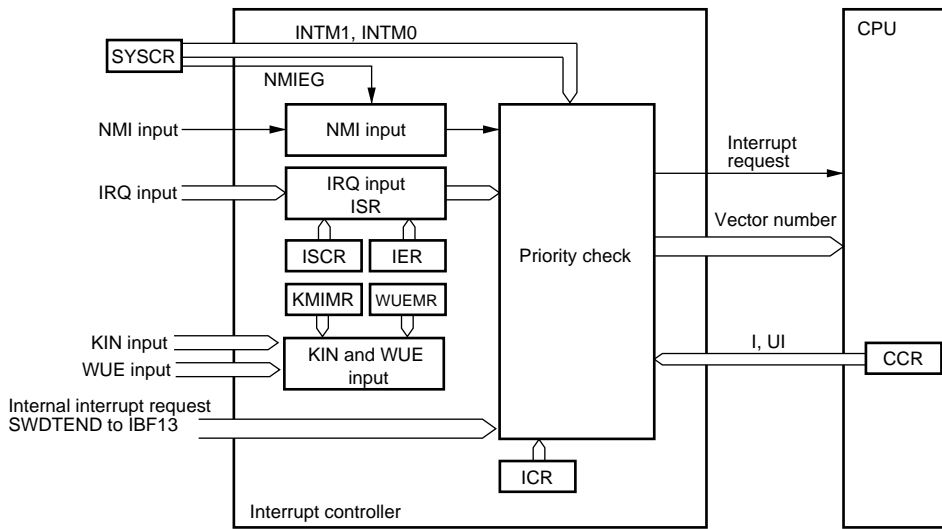 INTM1, INTM0
CPU
SYSCR
NMIEG
NMI input
NMI input
Interrupt
request
IRQ input
IRQ input
ISR
Vector number
ISCR
IER
Priority check
KMIMR
WUEMR
KIN input
WUE input
KIN and WUE
input
I, UI
CCR
Internal interrupt request
SWDTEND to IBF13
ICR
Interrupt controller